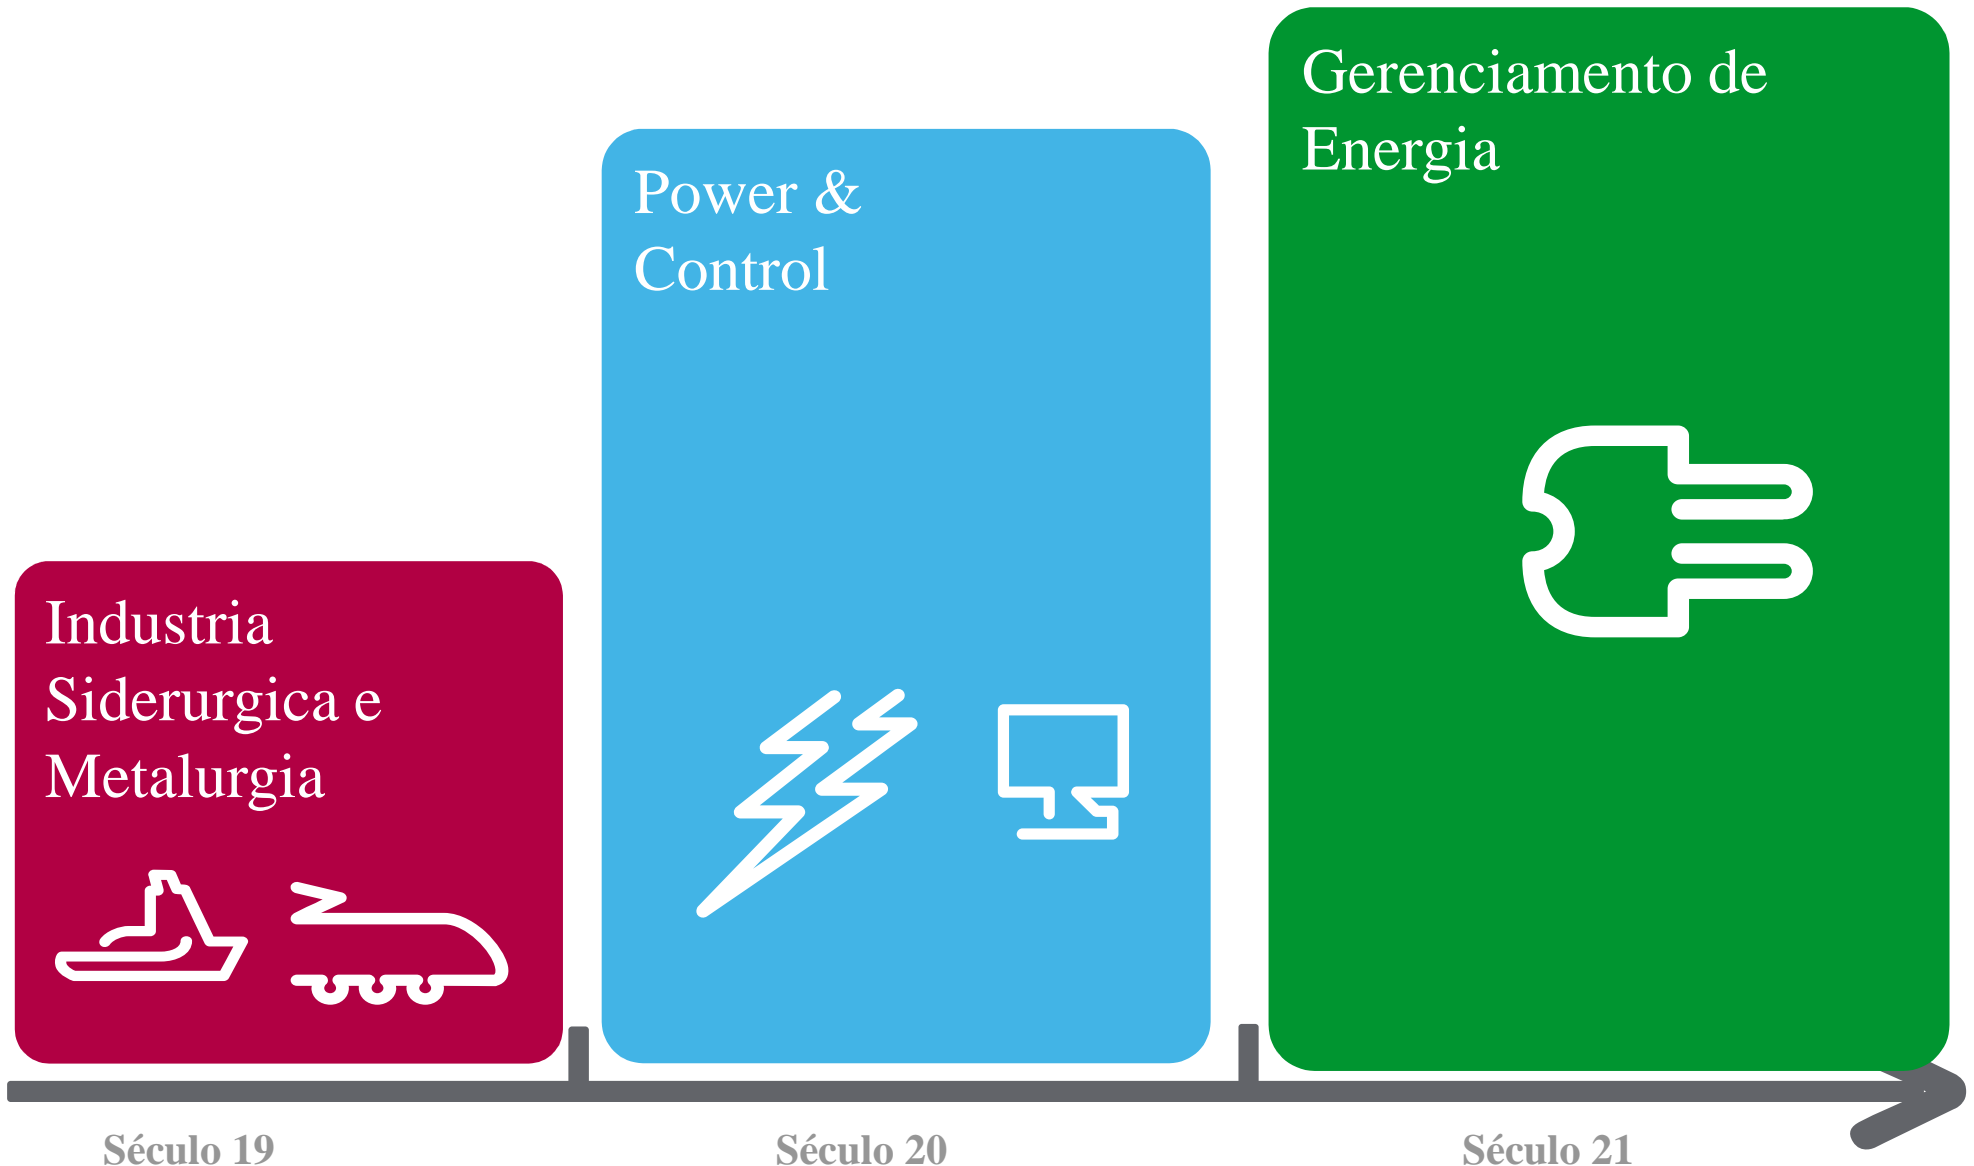 Gerenciamento de
Energia
Power &
Control
Industria
Siderurgica e
Metalurgia
Século 19
Século 20
Século 21